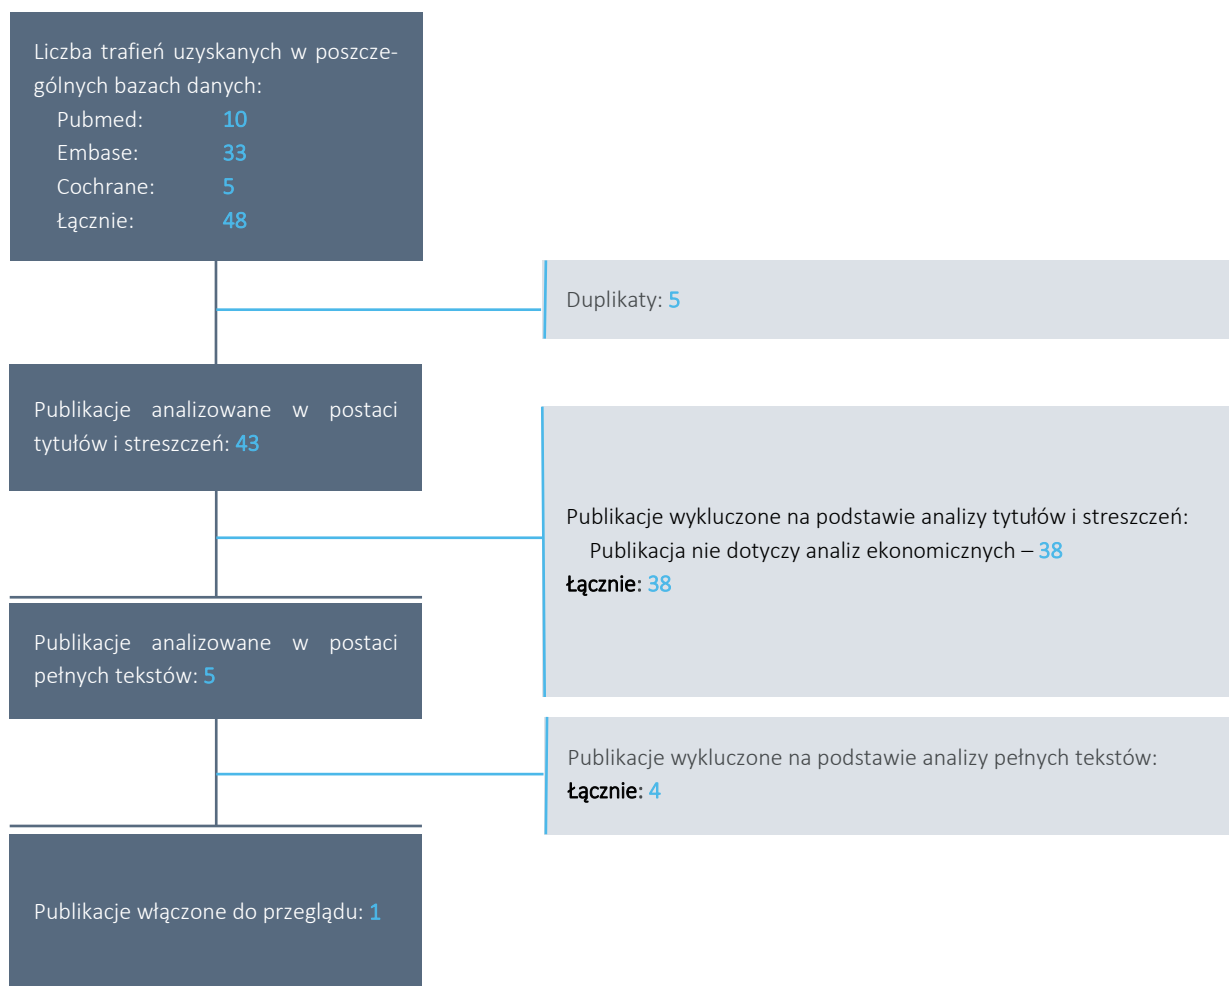 Liczba trafień uzyskanych w poszcze-
gólnych bazach danych:
Pubmed: 10
Embase: 33
Cochrane: 5
Łącznie: 48
Duplikaty: 5
Publikacje analizowane w postaci
tytułów i streszczeń: 43
Publikacje wykluczone na podstawie analizy tytułów i streszczeń:
Publikacja nie dotyczy analiz ekonomicznych – 38
Łącznie: 38
Publikacje analizowane w postaci
pełnych tekstów: 5
Publikacje wykluczone na podstawie analizy pełnych tekstów:
Łącznie: 4
Publikacje włączone do przeglądu: 1